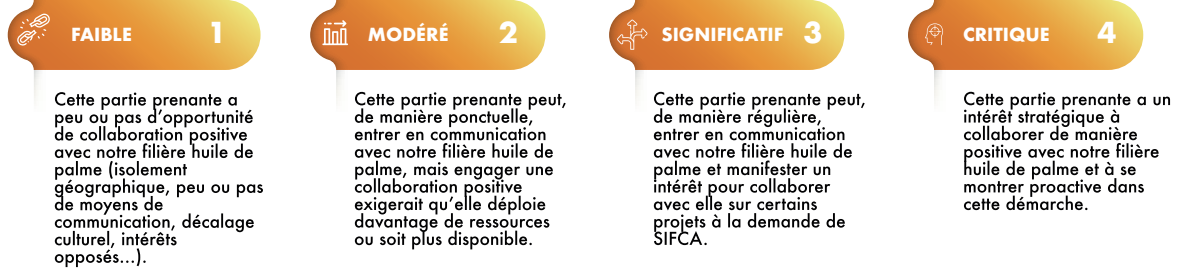 FAIBLE 1
Cette partie prenante a
peu ou pas d'opportunité
de collaboration positive
avec notre filière huile de
palme (isolement
géographique, peu ou pas
de moyens de
communication, décalage
culturel, intérêts
opposés...).
MODÉRÉ 2
Cette partie prenante peut,
de manière ponctuelle,
entrer en communication
avec notre filière huile de
palme, mais engager une
collaboration positive
exigerait qu'elle déploie
davantage de ressources
ou soit plus disponible.
SIGNIFICATIF 3
Cette partie prenante peut,
de manière régulière,
entrer en communication
avec notre filière huile de
palme et manifester un
intérêt pour collaborer
avec elle sur certains
projets à la demande de
SIFCA.
CRITIQUE 4
Cette partie prenante a un
intérêt stratégique à
collaborer de manière
positive avec notre filière
huile de palme et à se
montrer proactive dans
cette démarche.